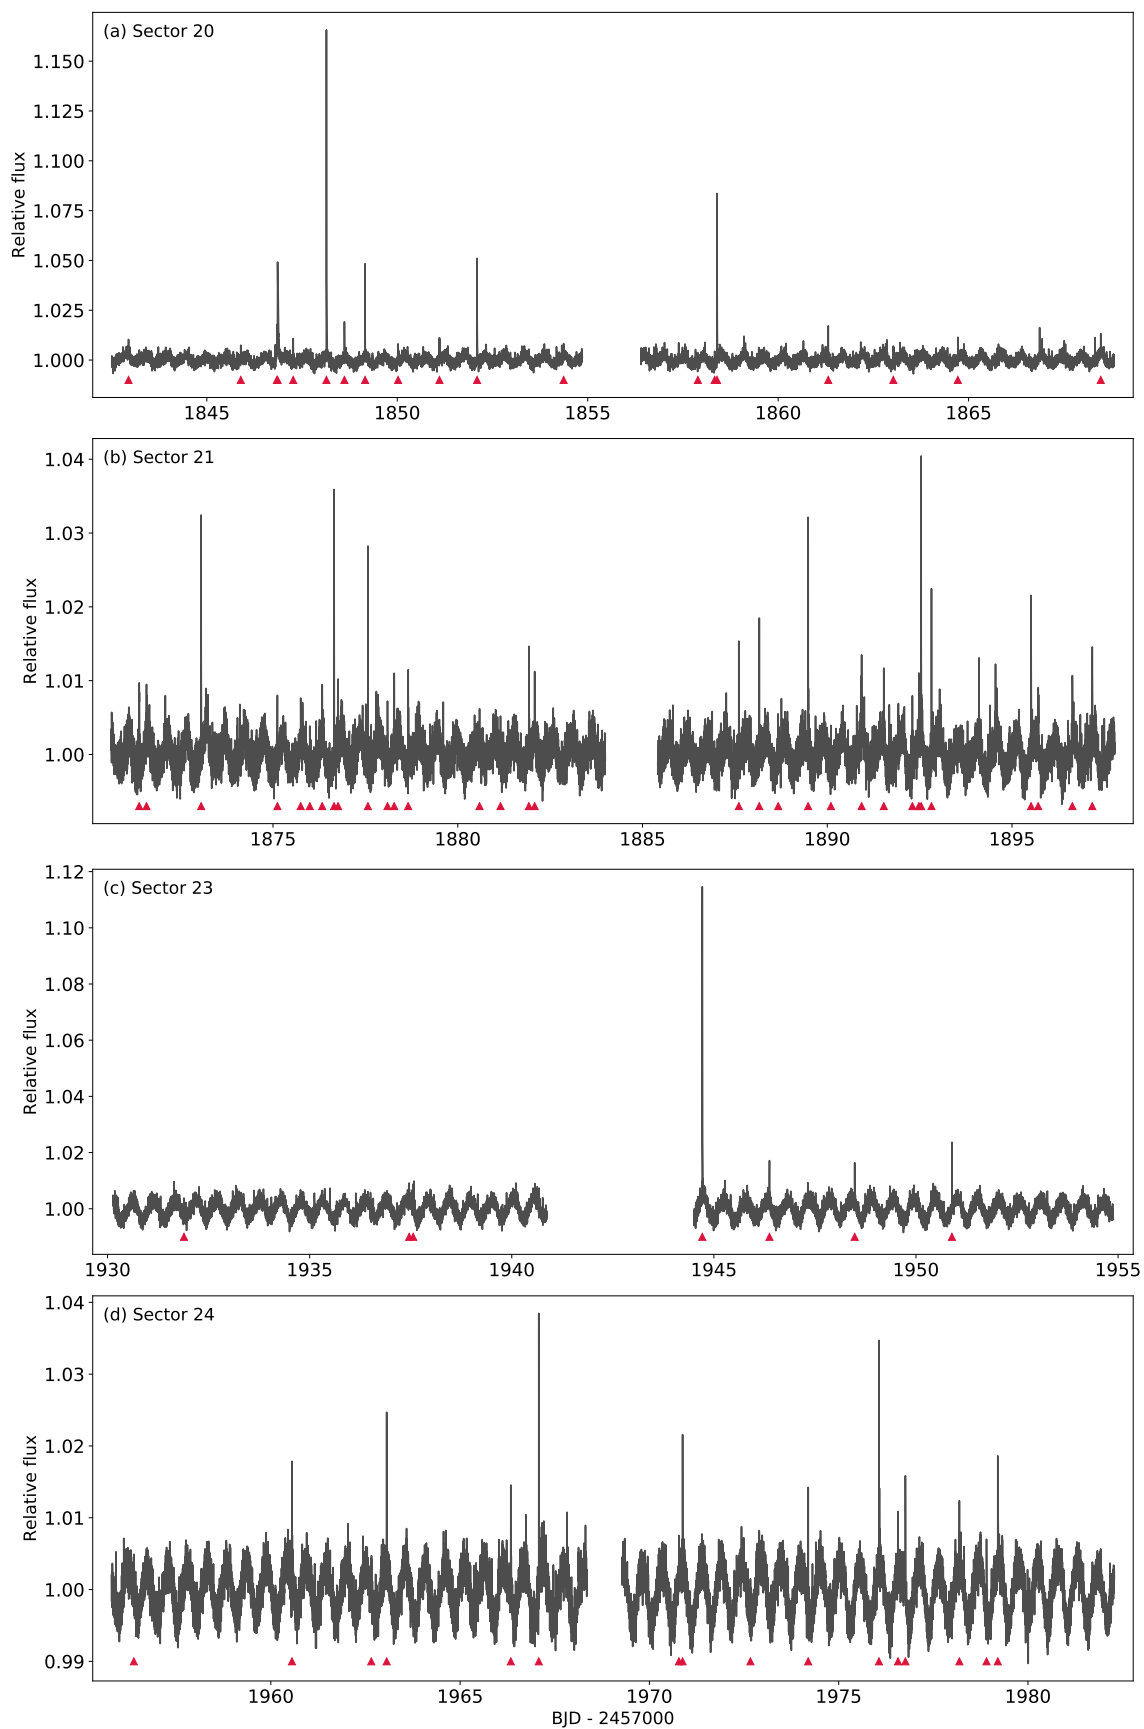 (a) Sector 20
1.150
1.125
1.100
1.075
1.050
1.025
1.000
Relative flux
1845 1850 1855 1860 1865
(b) Sector 21
1.04
1.03
1.02
1.01
1.00
Relative flux
1875 1880 1885 1890 1895
(c) Sector 23
1.12
1.10
1.08
1.06
1.04
1.02
1.00
Relative flux
1930 1935 1940 1945 1950 1955
(d) Sector 24
1.04
1.03
1.02
1.01
1.00
0.99
Relative flux
1960 1965 1970 1975 1980
BJD - 2457000